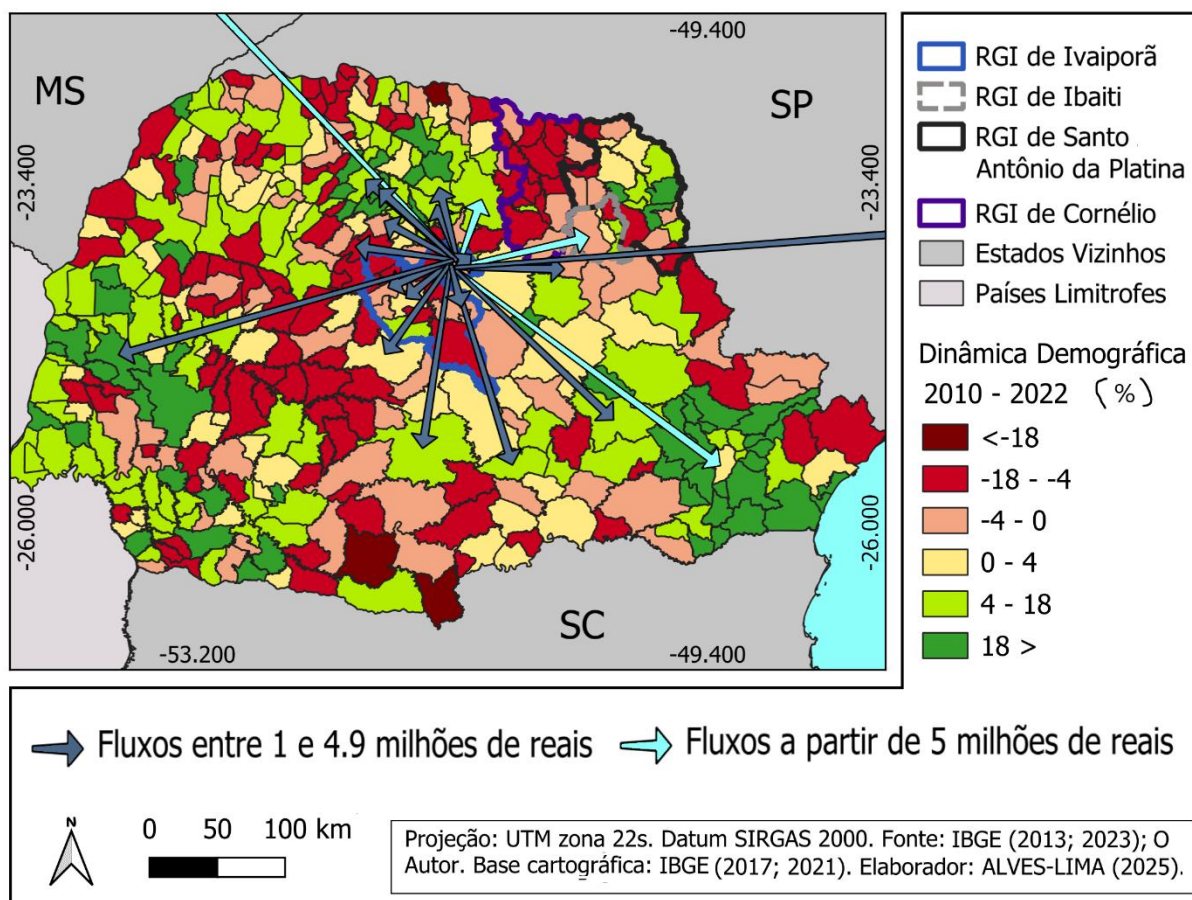 -49.400
MS
SP
-23.400
-23.400
-26.000
-26.000
SC
-53.200
-49.400
RGI de Ivaiporã
RGI de Ibaiti
RGI de Santo
Antônio da Platina
RGI de Cornélio
Estados Vizinhos
Países Limitrofes
Dinâmica Demográfica
2010 - 2022 (%)
<-18
-18 - -4
-4 - 0
0 - 4
4 - 18
18 >
Fluxos entre 1 e 4.9 milhões de reais
Fluxos a partir de 5 milhões de reais
N
0 50 100 km
Projeção: UTM zona 22s. Datum SIRGAS 2000. Fonte: IBGE (2013; 2023); O
Autor. Base cartográfica: IBGE (2017; 2021). Elaborador: ALVES-LIMA (2025).